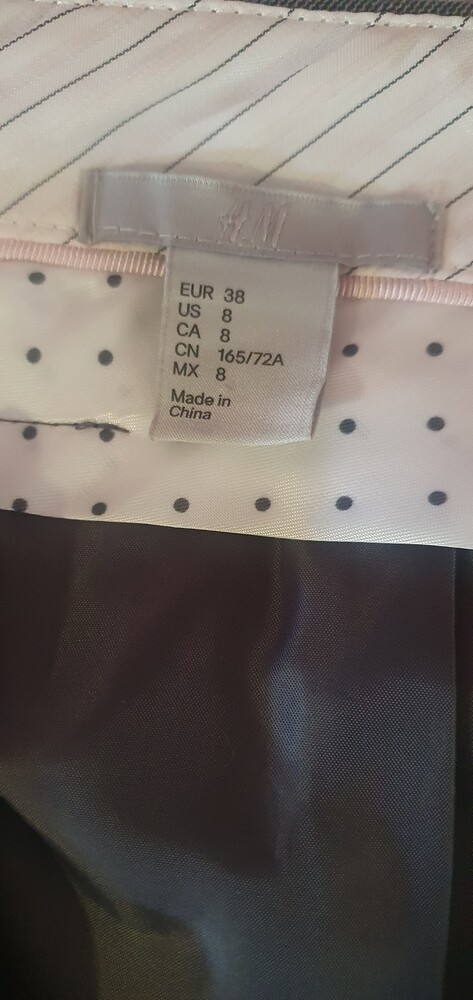 H&M
EUR 38
US 8
CA 8
CN 165/72A
MX 8
Made in
China